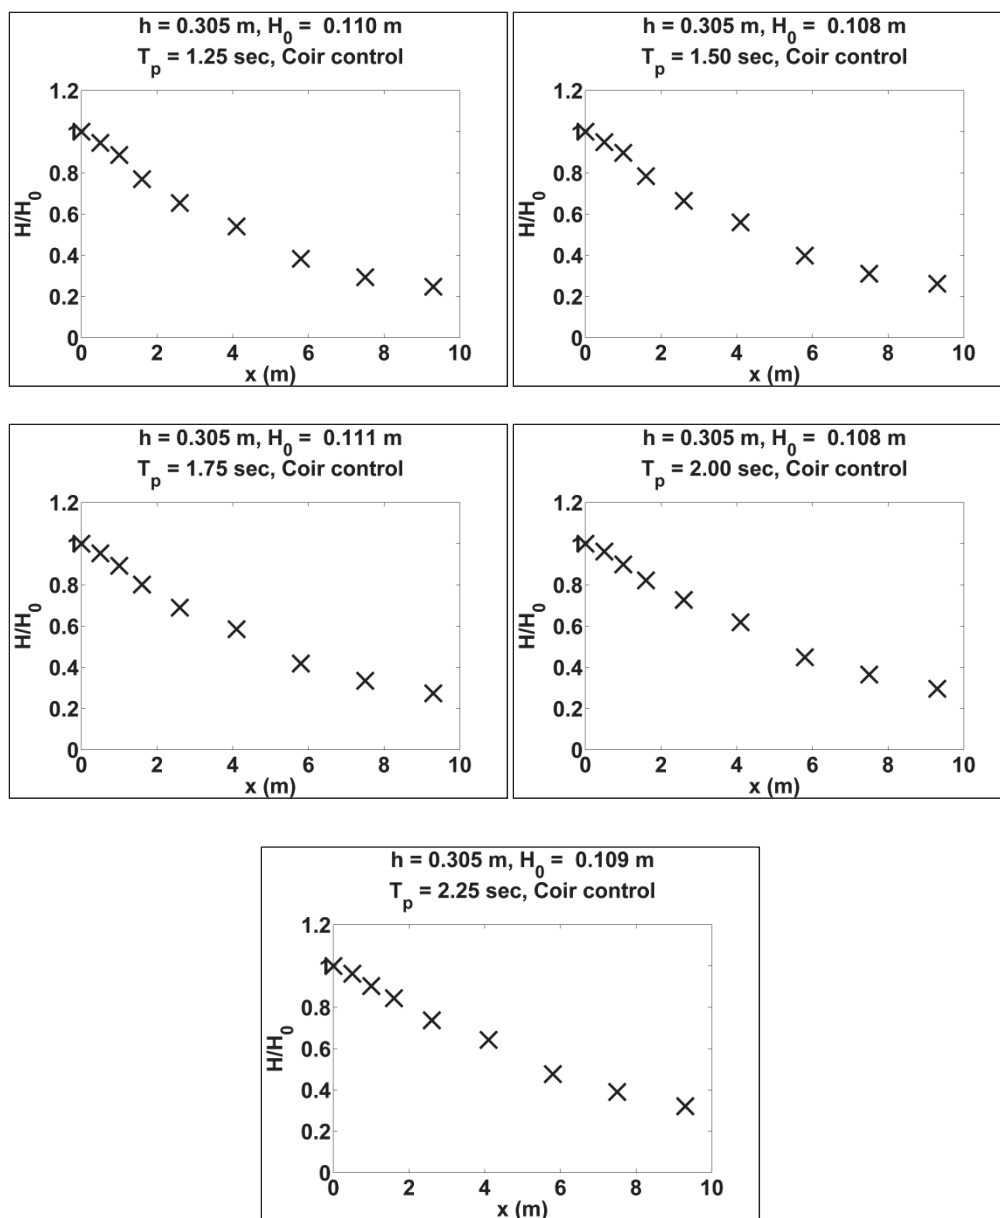 h = 0.305 m, H0 = 0.110 m
Tp = 1.25 sec, Coir control
1.2
1
0.8
0.6
0.4
0.2
0
H/H0
0 2 4 6 8 10
x (m)
h = 0.305 m, H0 = 0.108 m
Tp = 1.50 sec, Coir control
1.2
1
0.8
0.6
0.4
0.2
0
H/H0
0 2 4 6 8 10
x (m)
h = 0.305 m, H0 = 0.111 m
Tp = 1.75 sec, Coir control
1.2
1
0.8
0.6
0.4
0.2
0
H/H0
0 2 4 6 8 10
x (m)
h = 0.305 m, H0 = 0.108 m
Tp = 2.00 sec, Coir control
1.2
1
0.8
0.6
0.4
0.2
0
H/H0
0 2 4 6 8 10
x (m)
h = 0.305 m, H0 = 0.109 m
Tp = 2.25 sec, Coir control
1.2
1
0.8
0.6
0.4
0.2
0
H/H0
0 2 4 6 8 10
x (m)